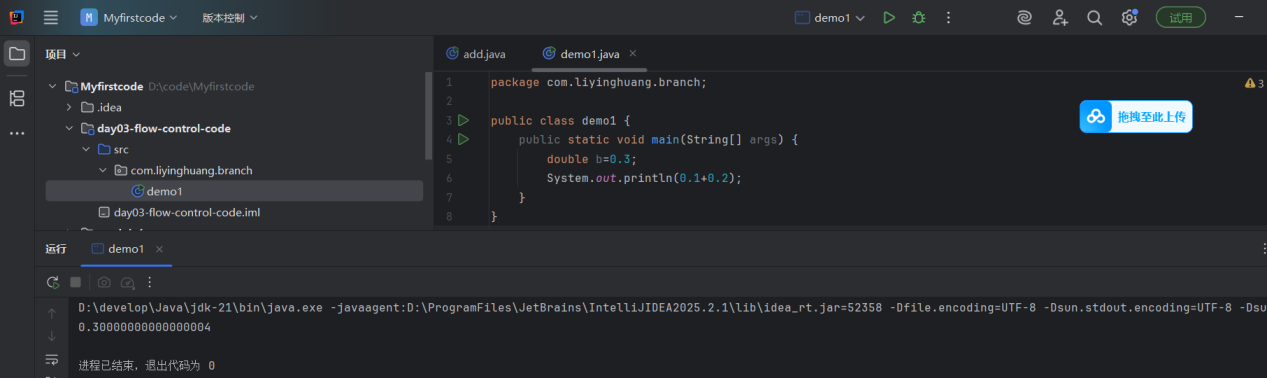 M Myfirstcode 版本控制 demo1 试用
项目 add.java demo1.java
Myfirstcode D:\code\Myfirstcode
.idea
day03-flow-control-code
src
com.liyinghuang.branch
demo1
day03-flow-control-code.iml
1 package com.liyinghuang.branch;
2
3 public class demo1 {
4 public static void main(String[] args) {
5 double b=0.3;
6 System.out.println(0.1+0.2);
7 }
8 }
3
拖拽至此上传
运行 demo1
D:\develop\Java\jdk-21\bin\java.exe -javaagent:D:\ProgramFiles\JetBrains\IntelliJIDEA2025.2.1\lib\idea_rt.jar=52358 -Dfile.encoding=UTF-8 -Dsun.stdout.encoding=UTF-8 -Dsu
0.30000000000000004
进程已结束，退出代码为 0